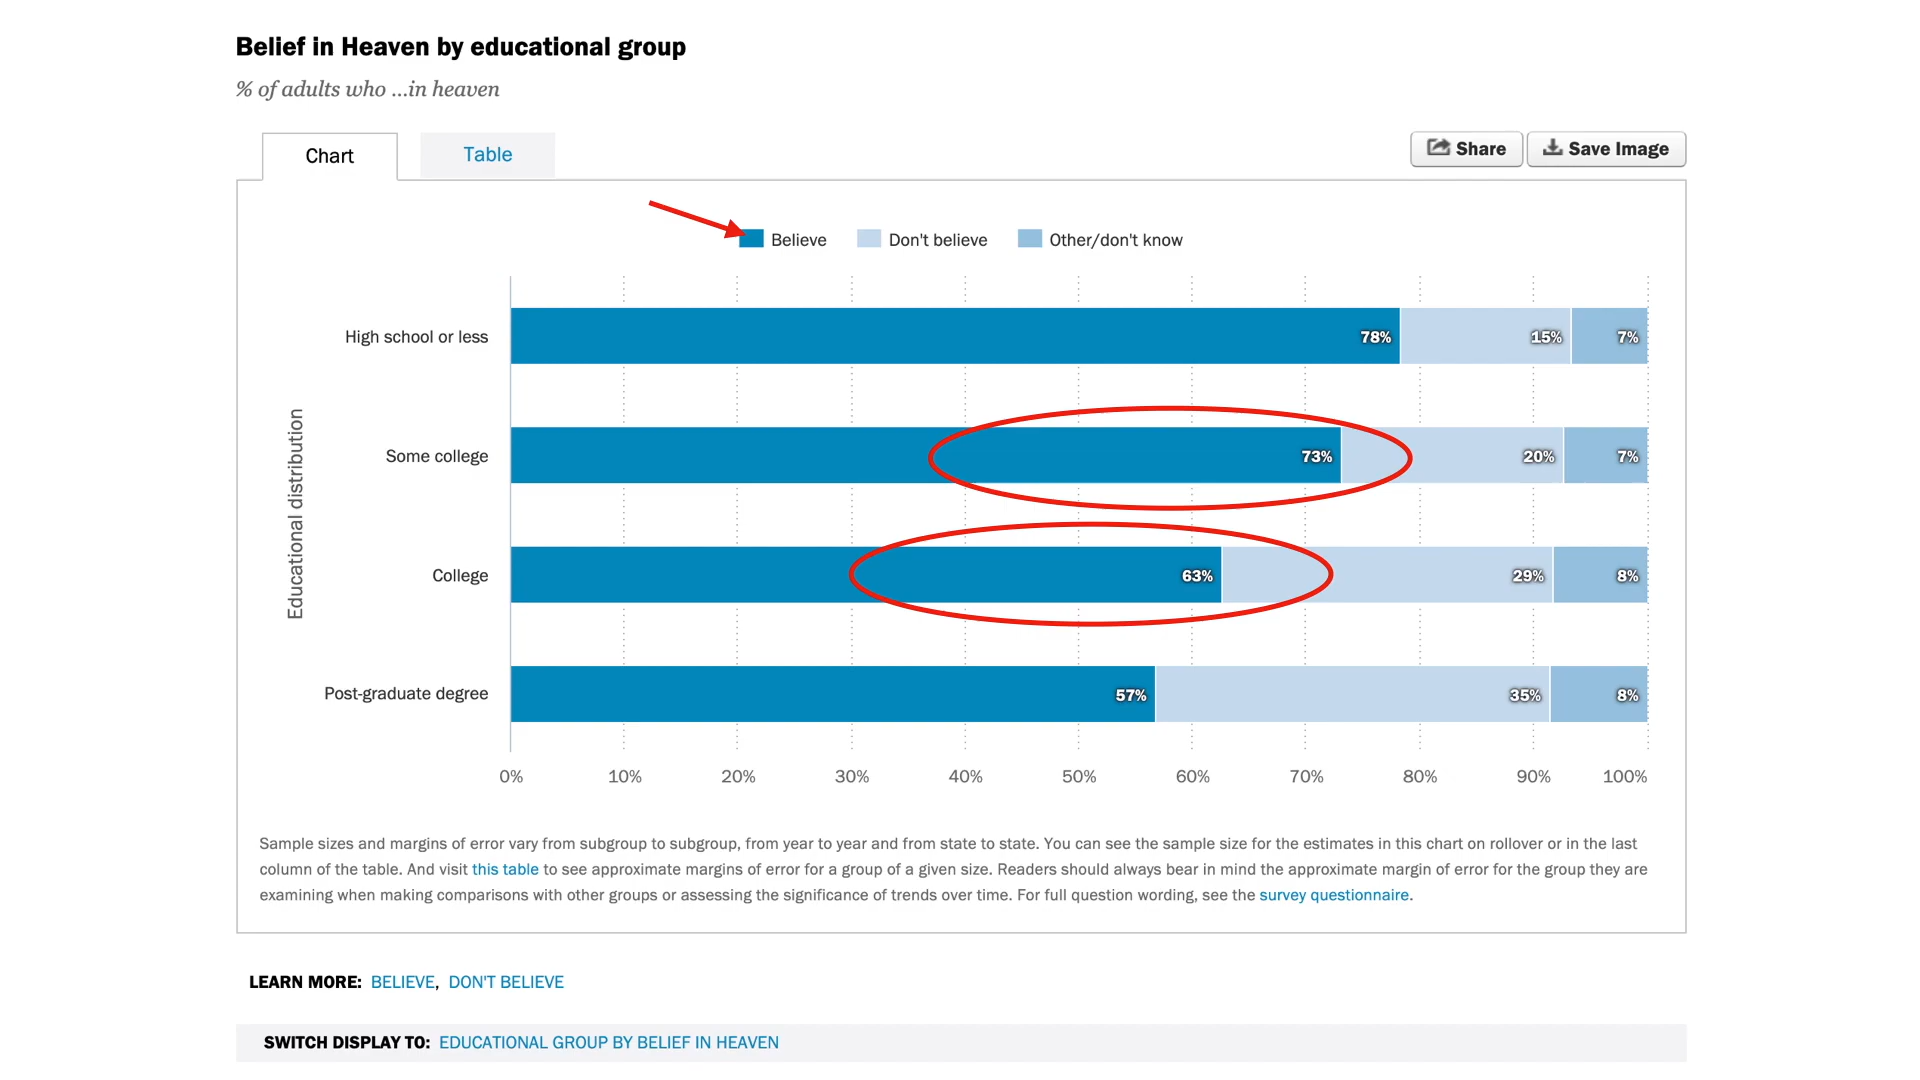 Belief in Heaven by educational group
% of adults who ...in heaven
Chart
Table
Share
Save Image
Believe
Don't believe
Other/don't know
Educational distribution
High school or less
78%
15%
7%
Some college
73%
20%
7%
College
63%
29%
8%
Post-graduate degree
57%
35%
8%
0%
10%
20%
30%
40%
50%
60%
70%
80%
90%
100%
Sample sizes and margins of error vary from subgroup to subgroup, from year to year and from state to state. You can see the sample size for the estimates in this chart on rollover or in the last
column of the table. And visit this table to see approximate margins of error for a group of a given size. Readers should always bear in mind the approximate margin of error for the group they are
examining when making comparisons with other groups or assessing the significance of trends over time. For full question wording, see the survey questionnaire.
LEARN MORE: BELIEVE, DON'T BELIEVE
SWITCH DISPLAY TO: EDUCATIONAL GROUP BY BELIEF IN HEAVEN